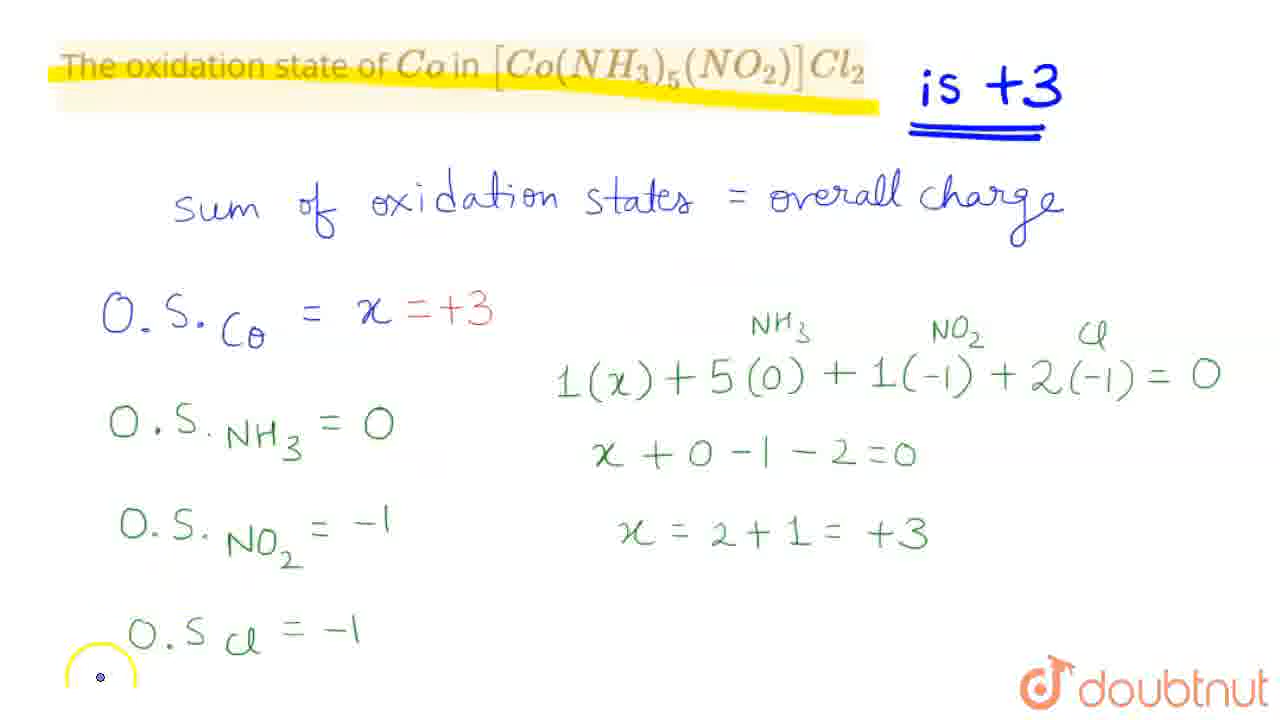 The oxidation state of Co in [Co(NH₃)₅(NO₂)]Cl₂ is +3
sum of oxidation states = overall charge
O.S. Co = x = +3
NH₃ NO₂ Cl
1(x) + 5(0) + 1(-1) + 2(-1) = 0
O.S. NH₃ = 0
x + 0 - 1 - 2 = 0
O.S. NO₂ = -1
x = 2 + 1 = +3
O.S Cl = -1
doubtnut